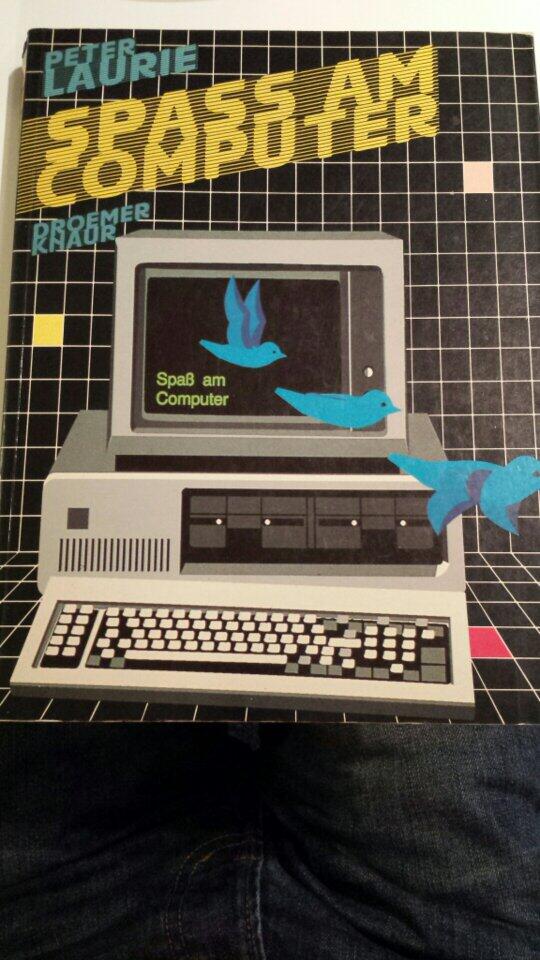 PETER
LAURIE
SPASS AM
COMPUTER
DROEMER
KNAUR
Spaß am
Computer